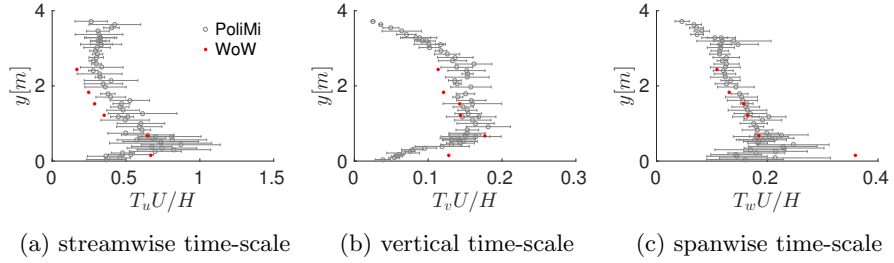 4
2
0
y[m]
PoliMi
WoW
0
0.5
1
1.5
T_uU/H
(a) streamwise time-scale
4
2
0
y[m]
0
0.1
0.2
0.3
T_vU/H
(b) vertical time-scale
4
2
0
y[m]
0
0.2
0.4
T_wU/H
(c) spanwise time-scale